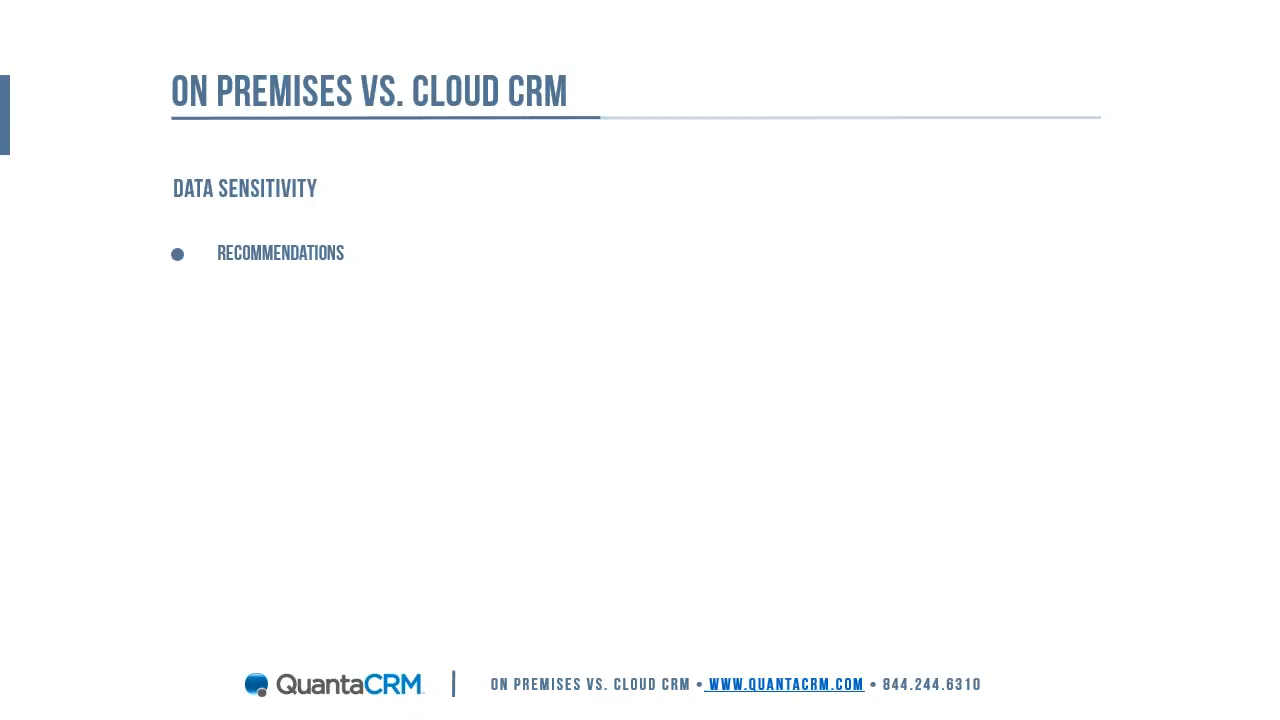 ON PREMISES VS. CLOUD CRM
DATA SENSITIVITY
● RECOMMENDATIONS
QuantaCRM | ON PREMISES VS. CLOUD CRM • WWW.QUANTACRM.COM • 844.244.6310